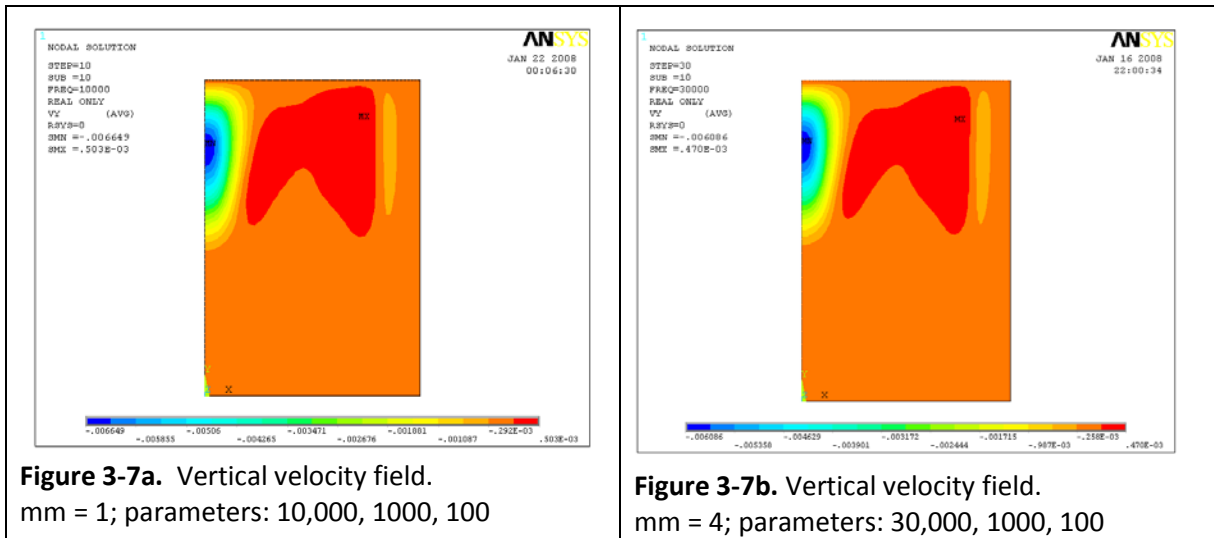 1
NODAL SOLUTION
STEP=10
SUB =10
FREQ=10000
REAL ONLY
VY (AVG)
RSYS=0
SMN =-.006649
SMX =.503E-03
ANSYS
JAN 22 2008
00:06:30
MX
Y
X
-.006649 -.00506 -.003471 -.001881 -.292E-03
-.005855 -.004265 -.002676 -.001087 .503E-03
Figure 3-7a. Vertical velocity field.
mm = 1; parameters: 10,000, 1000, 100
1
NODAL SOLUTION
STEP=30
SUB =10
FREQ=30000
REAL ONLY
VY (AVG)
RSYS=0
SMN =-.006086
SMX =.470E-03
ANSYS
JAN 16 2008
22:00:34
MX
Y
X
-.006086 -.004629 -.003172 -.001715 -.258E-03
-.005358 -.003901 -.002444 -.987E-03 .470E-03
Figure 3-7b. Vertical velocity field.
mm = 4; parameters: 30,000, 1000, 100